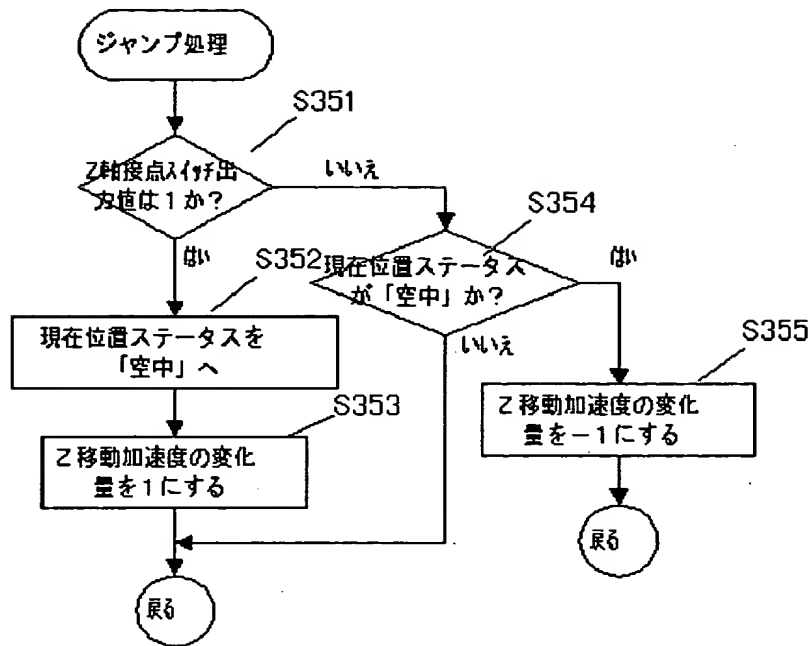 ジャンプ処理
S351
Z軸接点スイッチ出
力値は1か?
いいえ
はい
S354
現在位置ステータス
が「空中」か?
はい
いいえ
S352
現在位置ステータスを
「空中」へ
S355
Z移動加速度の変化
量を−1にする
S353
Z移動加速度の変化
量を1にする
戻る
戻る